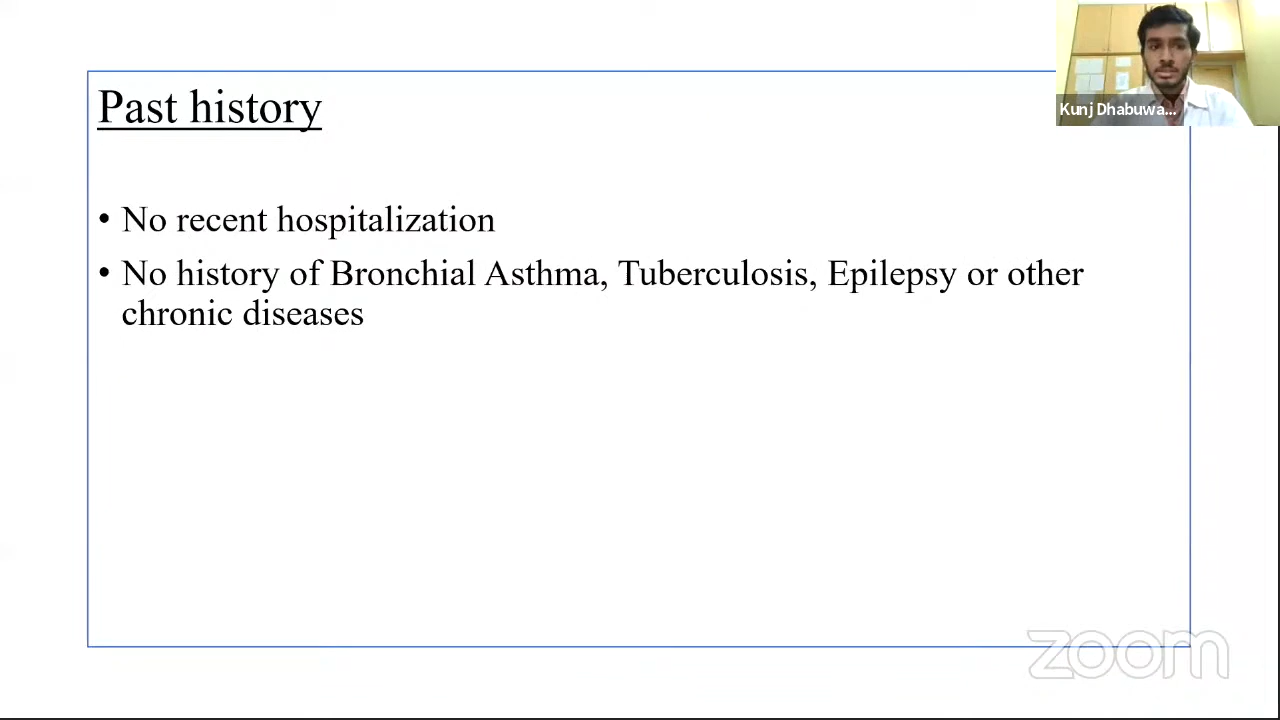 Past history
• No recent hospitalization
• No history of Bronchial Asthma, Tuberculosis, Epilepsy or other
chronic diseases
Kunj Dhabuwa...
zoom